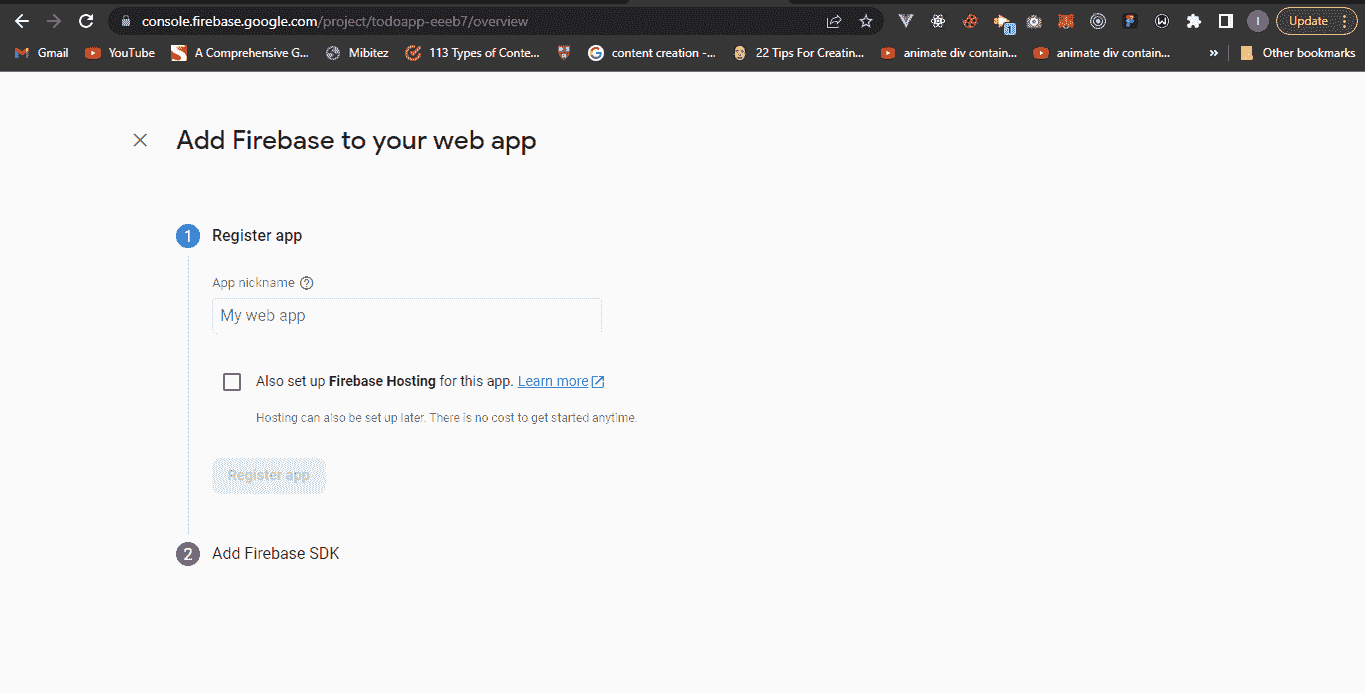 console.firebase.google.com/project/todoapp-eeeb7/overview
Update
Gmail YouTube A Comprehensive G... Mibitez 113 Types of Conte... content creation -... 22 Tips For Creatin... animate div contain... animate div contain... » Other bookmarks
Add Firebase to your web app
1 Register app
App nickname
My web app
Also set up Firebase Hosting for this app. Learn more
Hosting can also be set up later. There is no cost to get started anytime.
Register app
2 Add Firebase SDK